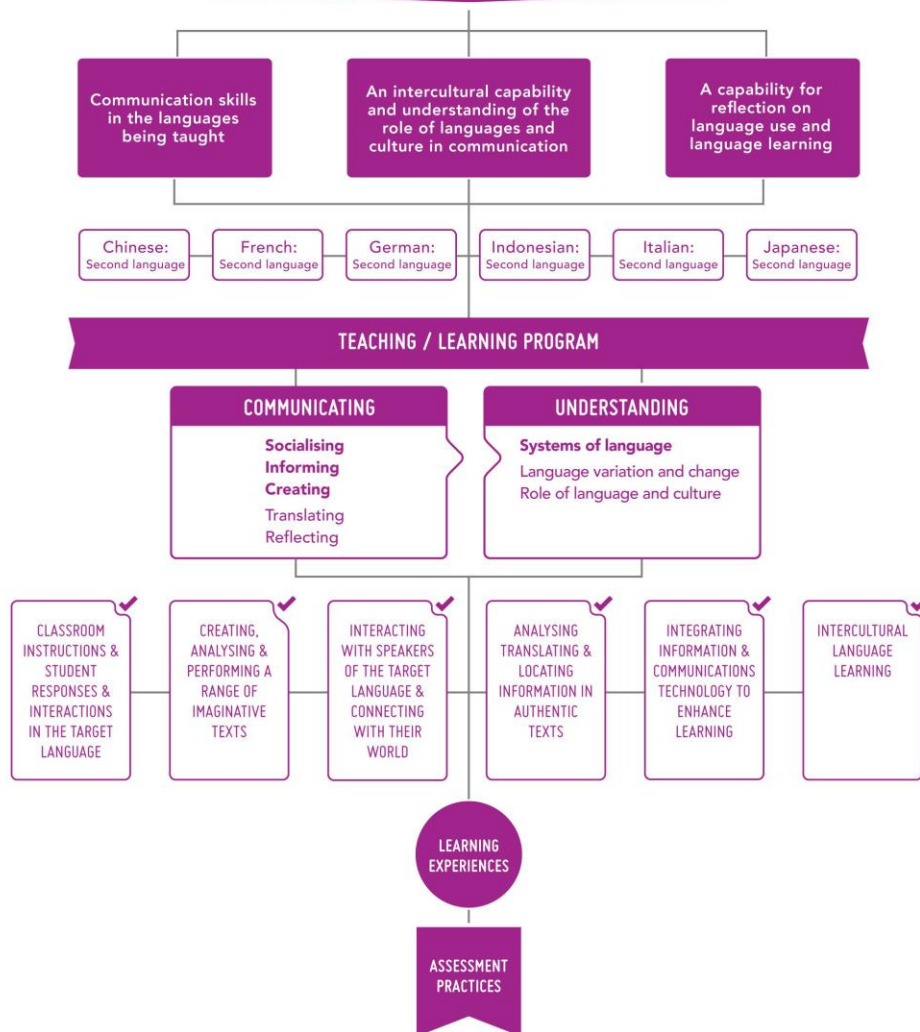 Communication skills
in the languages
being taught
An intercultural capability
and understanding of the
role of languages and
culture in communication
A capability for
reflection on
language use and
language learning
Chinese:
Second language
French:
Second language
German:
Second language
Indonesian:
Second language
Italian:
Second language
Japanese:
Second language
TEACHING / LEARNING PROGRAM
COMMUNICATING
Socialising
Informing
Creating
Translating
Reflecting
UNDERSTANDING
Systems of language
Language variation and change
Role of language and culture
CLASSROOM
INSTRUCTIONS &
STUDENT
RESPONSES &
INTERACTIONS
IN THE TARGET
LANGUAGE
CREATING,
ANALYSING &
PERFORMING A
RANGE OF
IMAGINATIVE
TEXTS
INTERACTING
WITH SPEAKERS
OF THE TARGET
LANGUAGE &
CONNECTING
WITH THEIR
WORLD
ANALYSING
TRANSLATING &
LOCATING
INFORMATION IN
AUTHENTIC
TEXTS
INTEGRATING
INFORMATION &
COMMUNICATIONS
TECHNOLOGY TO
ENHANCE
LEARNING
INTERCULTURAL
LANGUAGE
LEARNING
LEARNING
EXPERIENCES
ASSESSMENT
PRACTICES